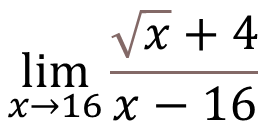 lim x→16 (√x + 4)/(x − 16)